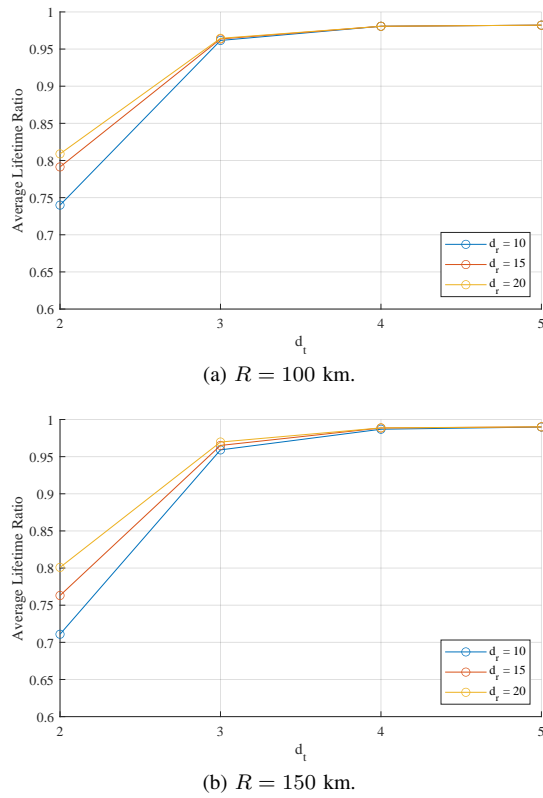 1
0.95
0.9
0.85
0.8
0.75
0.7
0.65
0.6
Average Lifetime Ratio
2
3
4
5
d_t
d_r = 10
d_r = 15
d_r = 20
(a) R = 100 km.
1
0.95
0.9
0.85
0.8
0.75
0.7
0.65
0.6
Average Lifetime Ratio
2
3
4
5
d_t
d_r = 10
d_r = 15
d_r = 20
(b) R = 150 km.